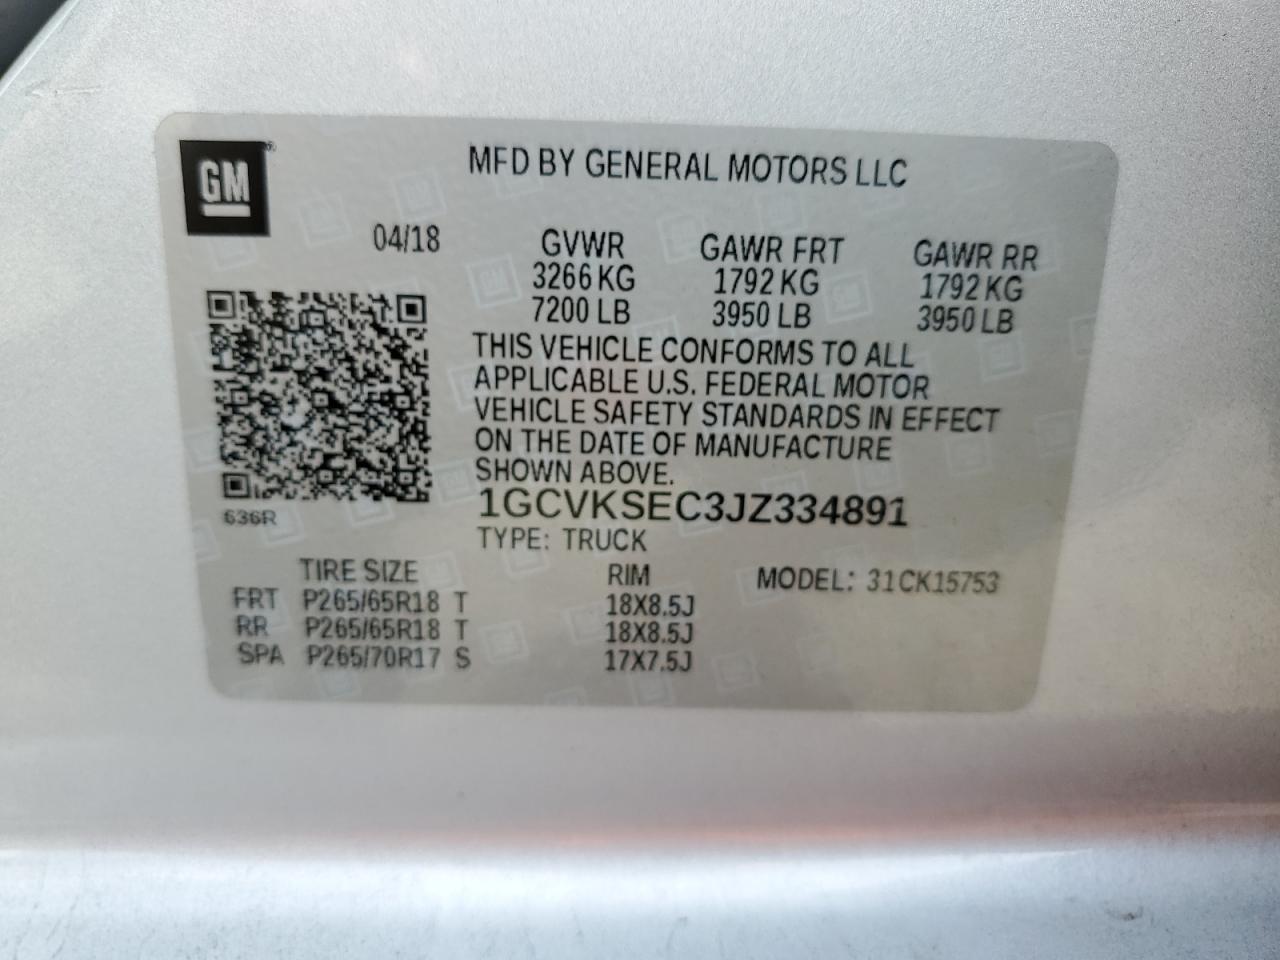 GM
MFD BY GENERAL MOTORS LLC
04/18 GVWR GAWR FRT GAWR RR
3266 KG 1792 KG 1792 KG
7200 LB 3950 LB 3950 LB
THIS VEHICLE CONFORMS TO ALL
APPLICABLE U.S. FEDERAL MOTOR
VEHICLE SAFETY STANDARDS IN EFFECT
ON THE DATE OF MANUFACTURE
SHOWN ABOVE.
1GCVKSEC3JZ334891
636R
TYPE: TRUCK
TIRE SIZE RIM MODEL: 31CK15753
FRT P265/65R18 T 18X8.5J
RR P265/65R18 T 18X8.5J
SPA P265/70R17 S 17X7.5J